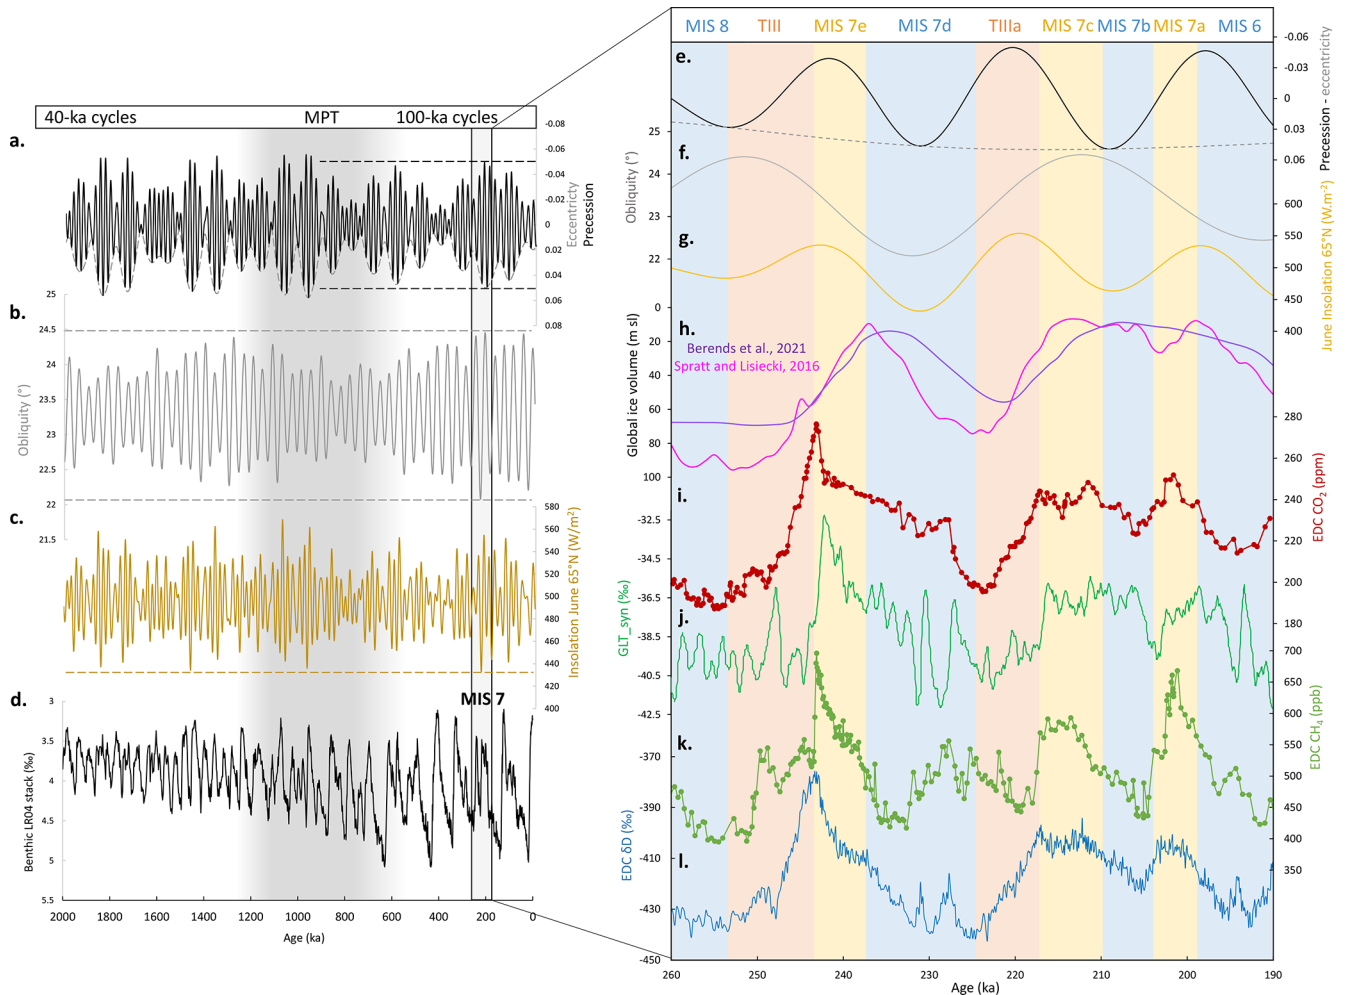 MIS 8 TIII MIS 7e MIS 7d TIIIa MIS 7c MIS 7b MIS 7a MIS 6
40-ka cycles MPT 100-ka cycles
a.
-0.08
-0.06
-0.04
-0.02
0
0.02
0.04
0.06
0.08
Eccentricty
Precession
b.
25
24.5
24
23.5
23
22.5
22
21.5
Obliquity (°)
c.
580
560
540
520
500
480
460
440
420
400
Insolation June 65°N (W/m²)
d.
MIS 7
3
3.5
4
4.5
5
5.5
Benthic LR04 stack (‰)
2000 1800 1600 1400 1200 1000 800 600 400 200 0
Age (ka)
e.
-0.06
-0.03
0
0.03
0.06
Precession - eccentricity
f.
25
24
23
22
Obliquity (°)
g.
600
550
500
450
400
June Insolation 65°N (W.m⁻²)
h.
Berends et al., 2021
Spratt and Lisiecki, 2016
0
20
40
60
80
100
Global ice volume (m sl)
i.
280
260
240
220
200
180
EDC CO₂ (ppm)
j.
-32.5
-34.5
-36.5
-38.5
-40.5
-42.5
GLT_syn (‰)
k.
700
650
600
550
500
450
400
350
EDC CH₄ (ppb)
l.
-370
-390
-410
-430
-450
EDC δD (‰)
260 250 240 230 220 210 200 190
Age (ka)